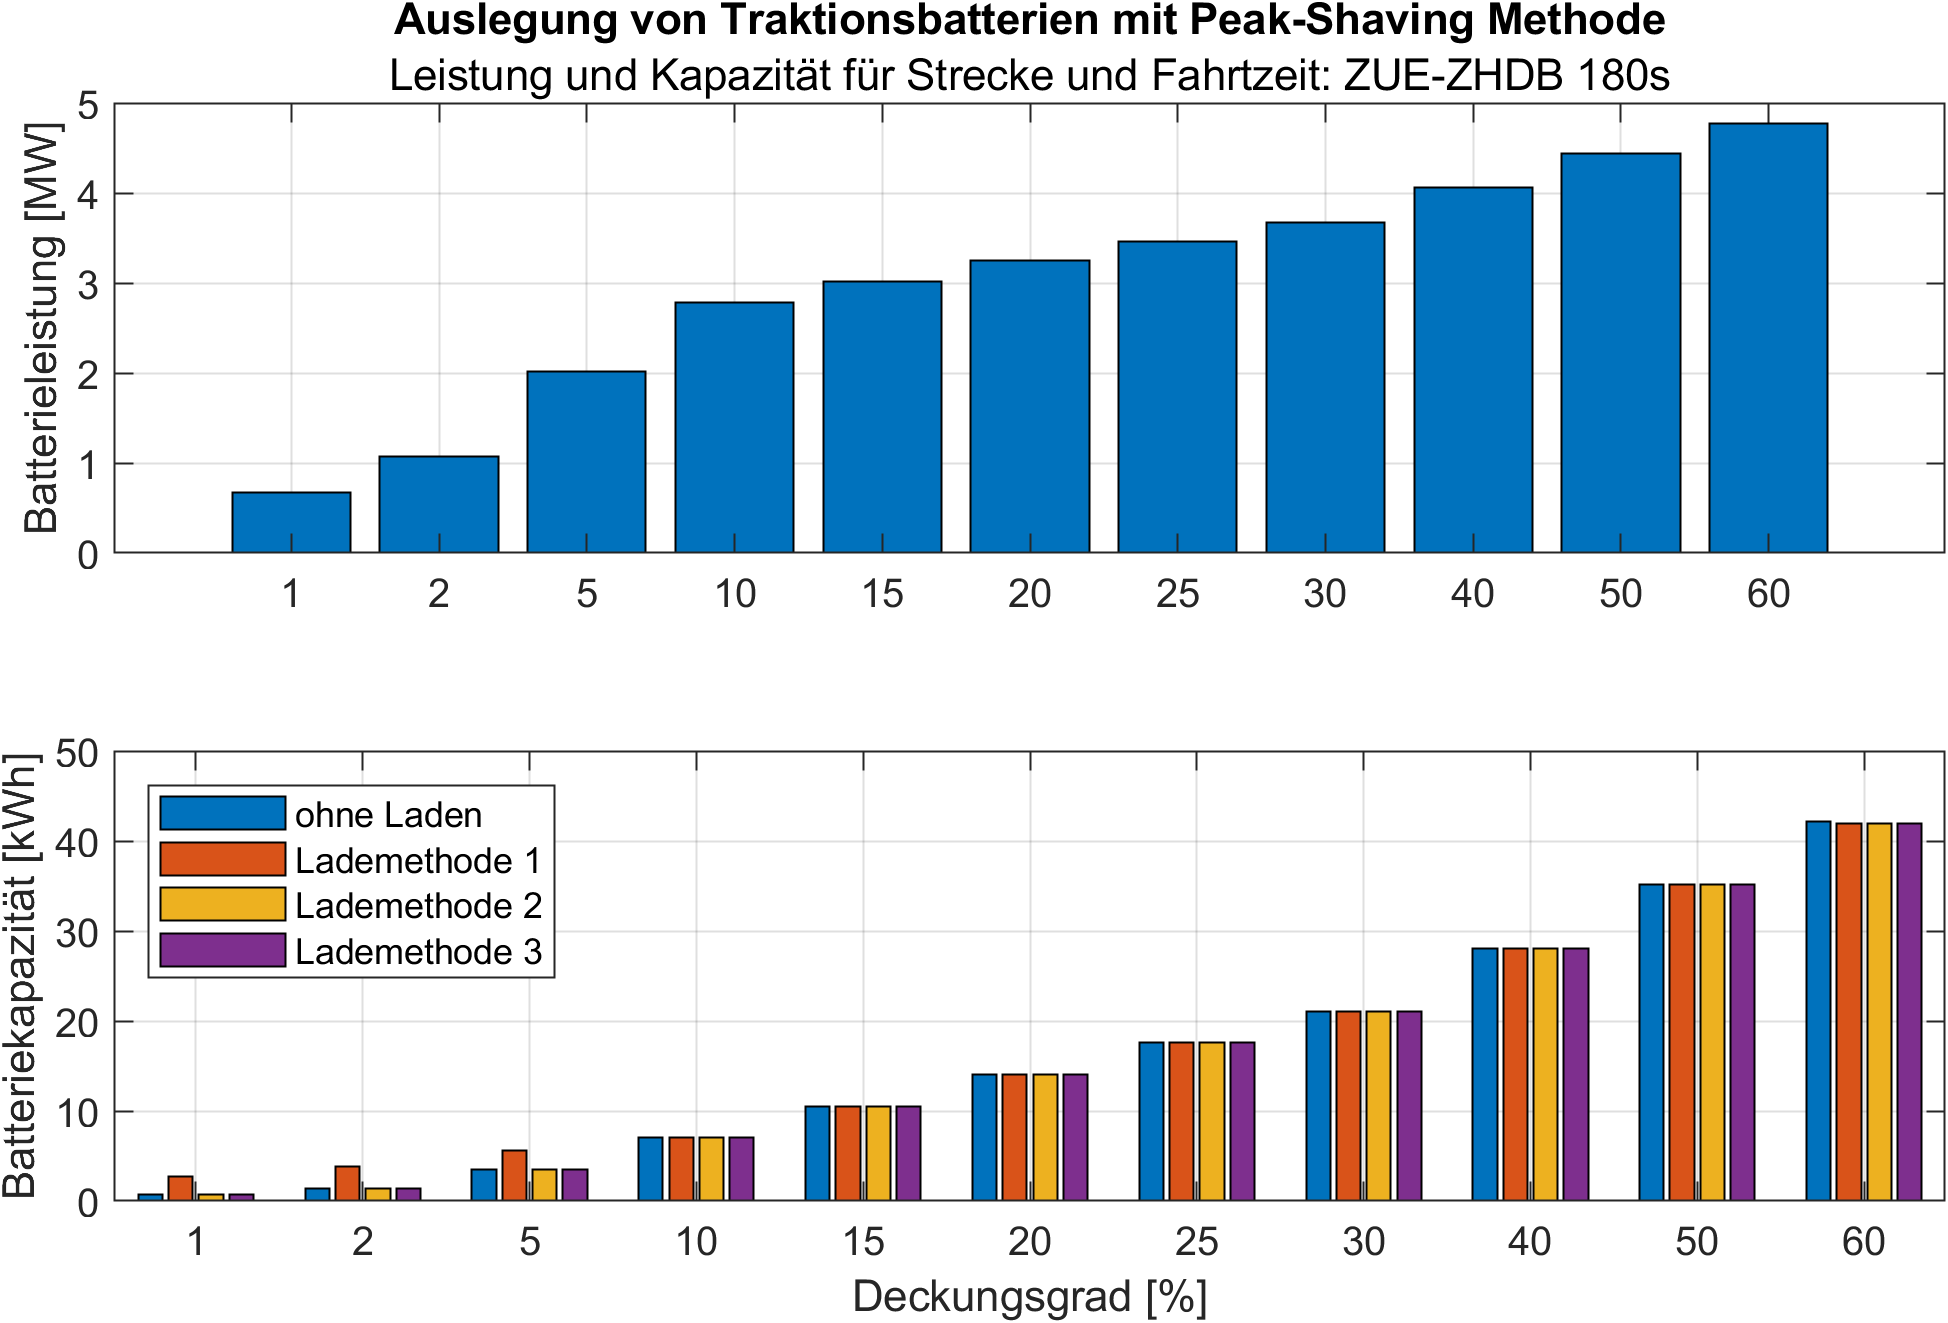 Auslegung von Traktionsbatterien mit Peak-Shaving Methode
Leistung und Kapazität für Strecke und Fahrtzeit: ZUE-ZHDB 180s
Batterieleistung [MW]
5
4
3
2
1
0
1 2 5 10 15 20 25 30 40 50 60
Batteriekapazität [kWh]
50
40
30
20
10
0
ohne Laden
Lademethode 1
Lademethode 2
Lademethode 3
1 2 5 10 15 20 25 30 40 50 60
Deckungsgrad [%]